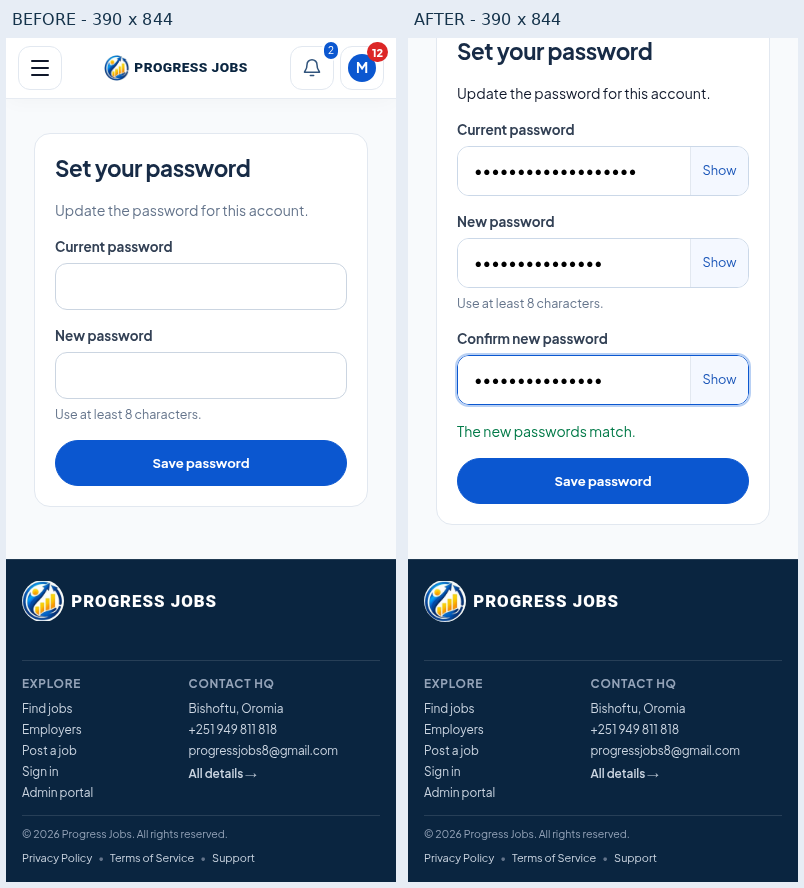 BEFORE - 390 x 844
PROGRESS JOBS
2
M
12
Set your password
Update the password for this account.
Current password
New password
Use at least 8 characters.
Save password
PROGRESS JOBS
EXPLORE
Find jobs
Employers
Post a job
Sign in
Admin portal
CONTACT HQ
Bishoftu, Oromia
+251 949 811 818
progressjobs8@gmail.com
All details →
© 2026 Progress Jobs. All rights reserved.
Privacy Policy • Terms of Service • Support
AFTER - 390 x 844
Set your password
Update the password for this account.
Current password
••••••••••••••••••• Show
New password
••••••••••••••• Show
Use at least 8 characters.
Confirm new password
••••••••••••••• Show
The new passwords match.
Save password
PROGRESS JOBS
EXPLORE
Find jobs
Employers
Post a job
Sign in
Admin portal
CONTACT HQ
Bishoftu, Oromia
+251 949 811 818
progressjobs8@gmail.com
All details →
© 2026 Progress Jobs. All rights reserved.
Privacy Policy • Terms of Service • Support